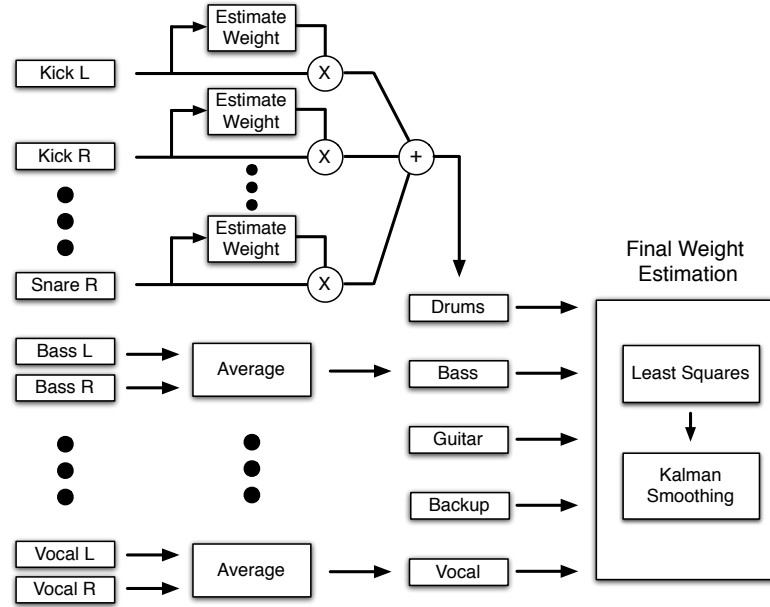 Estimate
Weight
Kick L
X
Estimate
Weight
Kick R
X
+
Estimate
Weight
Snare R
X
Final Weight
Estimation
Drums
Bass L
Bass R
Average
Bass
Least Squares
Guitar
Kalman
Smoothing
Backup
Vocal L
Vocal R
Average
Vocal